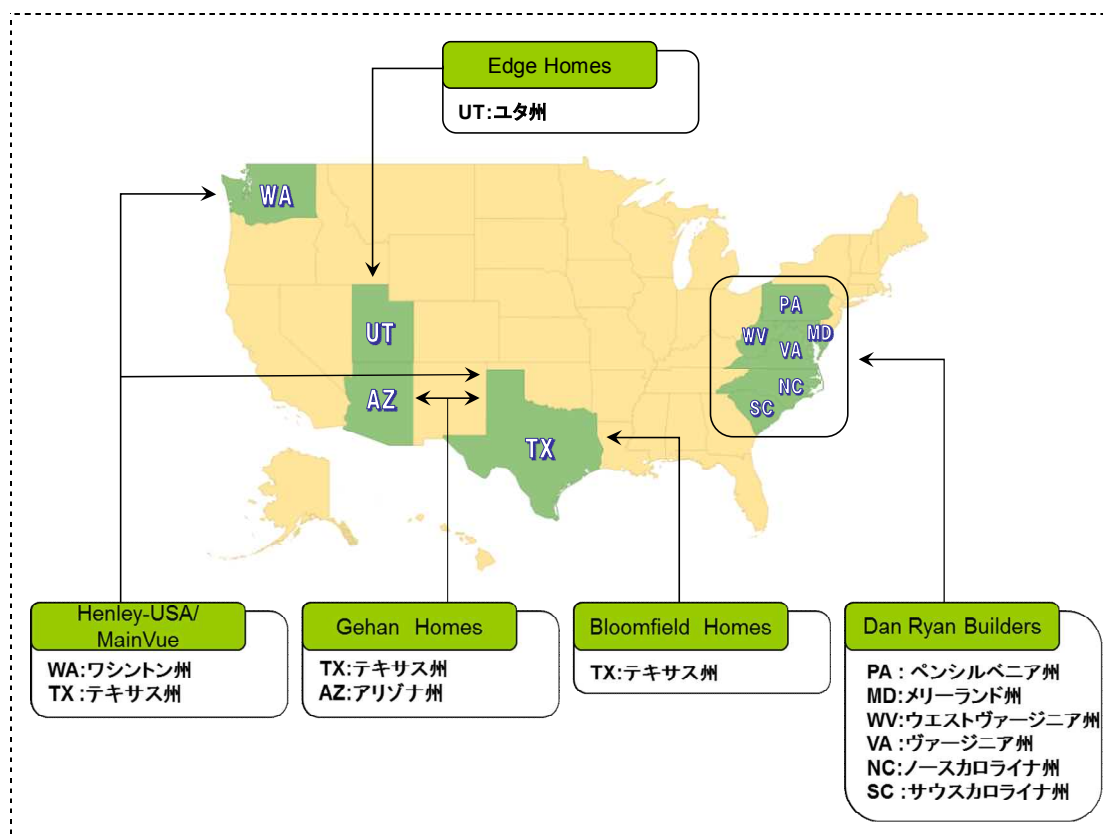 Edge Homes
UT:ユタ州
WA
UT
AZ
TX
PA
WV
MD
VA
NC
SC
Henley-USA/
MainVue
WA:ワシントン州
TX :テキサス州
Gehan Homes
TX:テキサス州
AZ:アリゾナ州
Bloomfield Homes
TX:テキサス州
Dan Ryan Builders
PA : ペンシルベニア州
MD:メリーランド州
WV:ウエストヴァージニア州
VA : ヴァージニア州
NC:ノースカロライナ州
SC :サウスカロライナ州